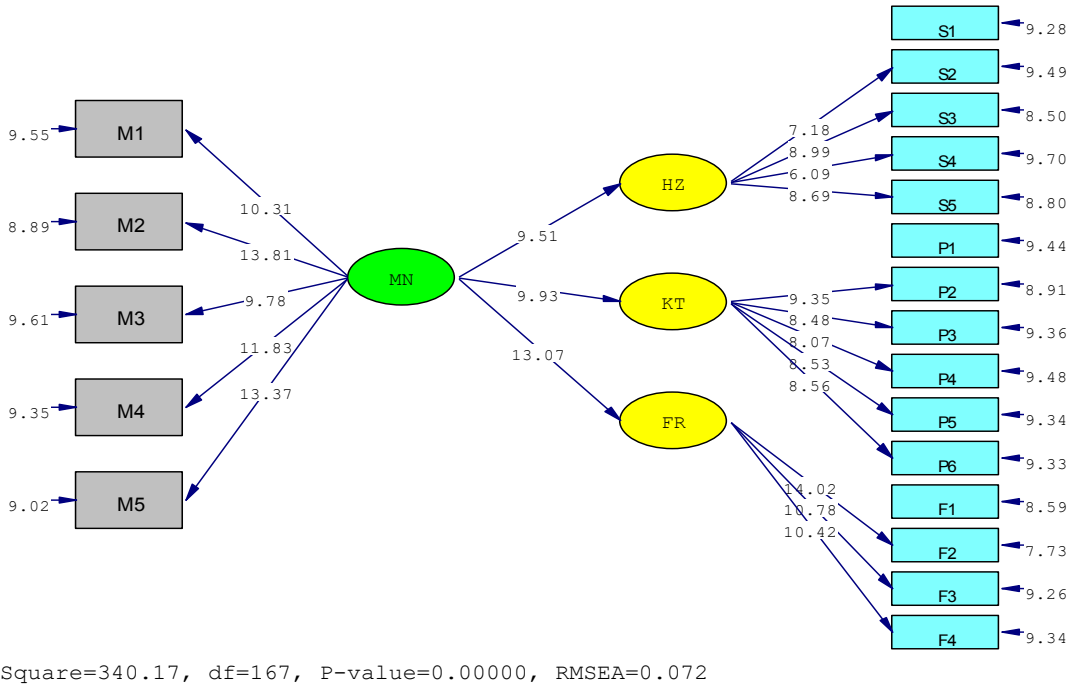 S1
9.28
S2
9.49
S3
8.50
S4
9.70
S5
8.80
P1
9.44
P2
8.91
P3
9.36
P4
9.48
P5
9.34
P6
9.33
F1
8.59
F2
7.73
F3
9.26
F4
9.34
9.55
M1
8.89
M2
9.61
M3
9.35
M4
9.02
M5
10.31
13.81
9.78
11.83
13.37
MN
9.51
9.93
13.07
HZ
KT
FR
7.18
8.99
6.09
8.69
9.35
8.48
8.07
8.53
8.56
14.02
10.78
10.42
Square=340.17, df=167, P-value=0.00000, RMSEA=0.072